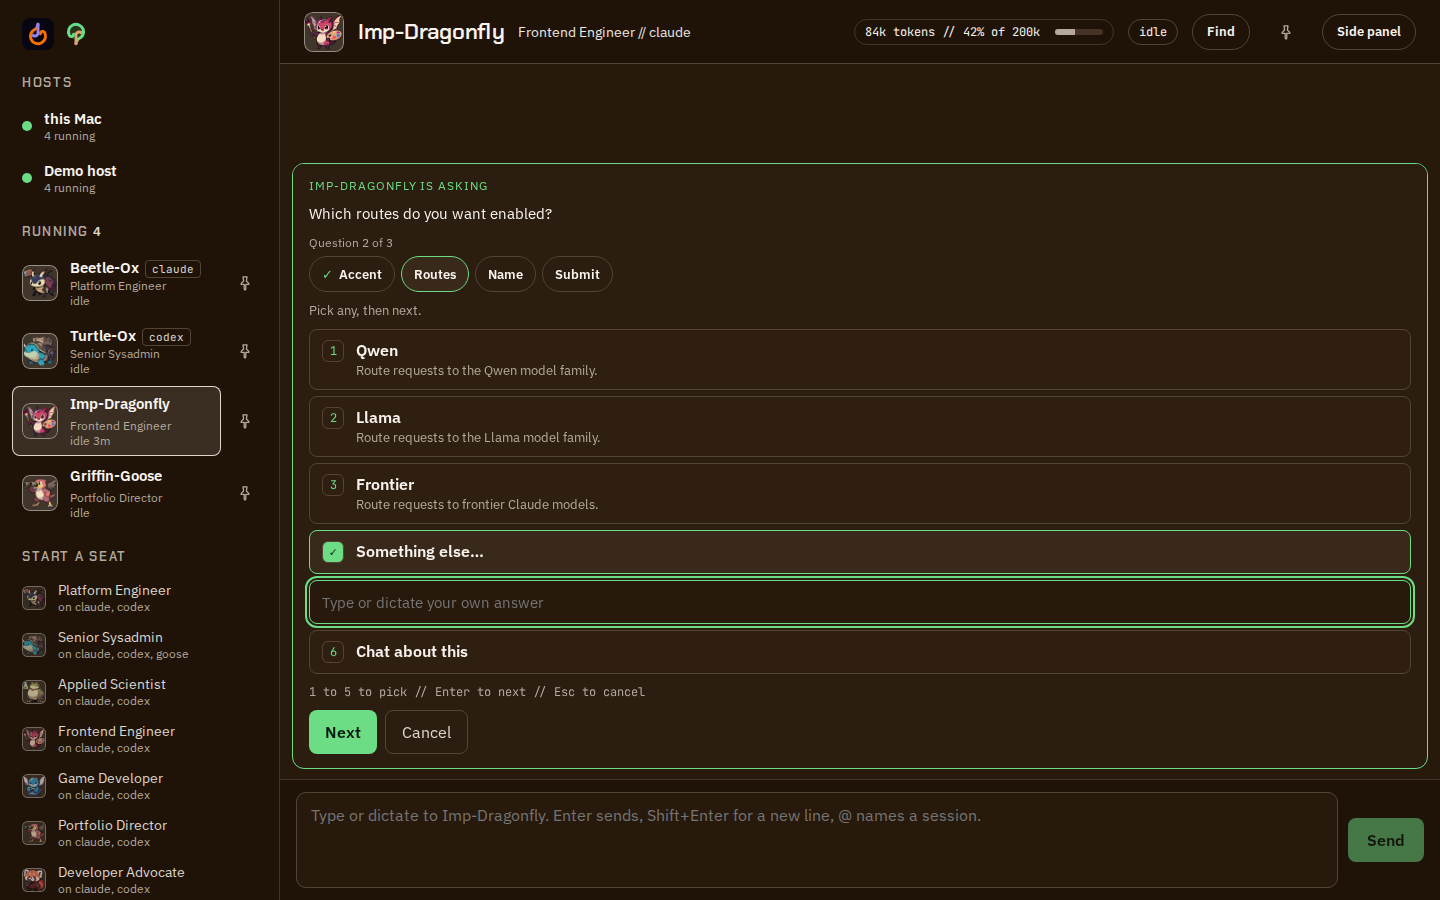 HOSTS
this Mac
4 running
Demo host
4 running
RUNNING 4
Beetle-Ox claude
Platform Engineer
idle
Turtle-Ox codex
Senior Sysadmin
idle
Imp-Dragonfly
Frontend Engineer
idle 3m
Griffin-Goose
Portfolio Director
idle
START A SEAT
Platform Engineer
on claude, codex
Senior Sysadmin
on claude, codex, goose
Applied Scientist
on claude, codex
Frontend Engineer
on claude, codex
Game Developer
on claude, codex
Portfolio Director
on claude, codex
Developer Advocate
on claude, codex
Imp-Dragonfly Frontend Engineer // claude 84k tokens // 42% of 200k idle Find Side panel
IMP-DRAGONFLY IS ASKING
Which routes do you want enabled?
Question 2 of 3
✓ Accent Routes Name Submit
Pick any, then next.
1 Qwen
Route requests to the Qwen model family.
2 Llama
Route requests to the Llama model family.
3 Frontier
Route requests to frontier Claude models.
✓ Something else...
Type or dictate your own answer
6 Chat about this
1 to 5 to pick // Enter to next // Esc to cancel
Next Cancel
Type or dictate to Imp-Dragonfly. Enter sends, Shift+Enter for a new line, @ names a session.
Send